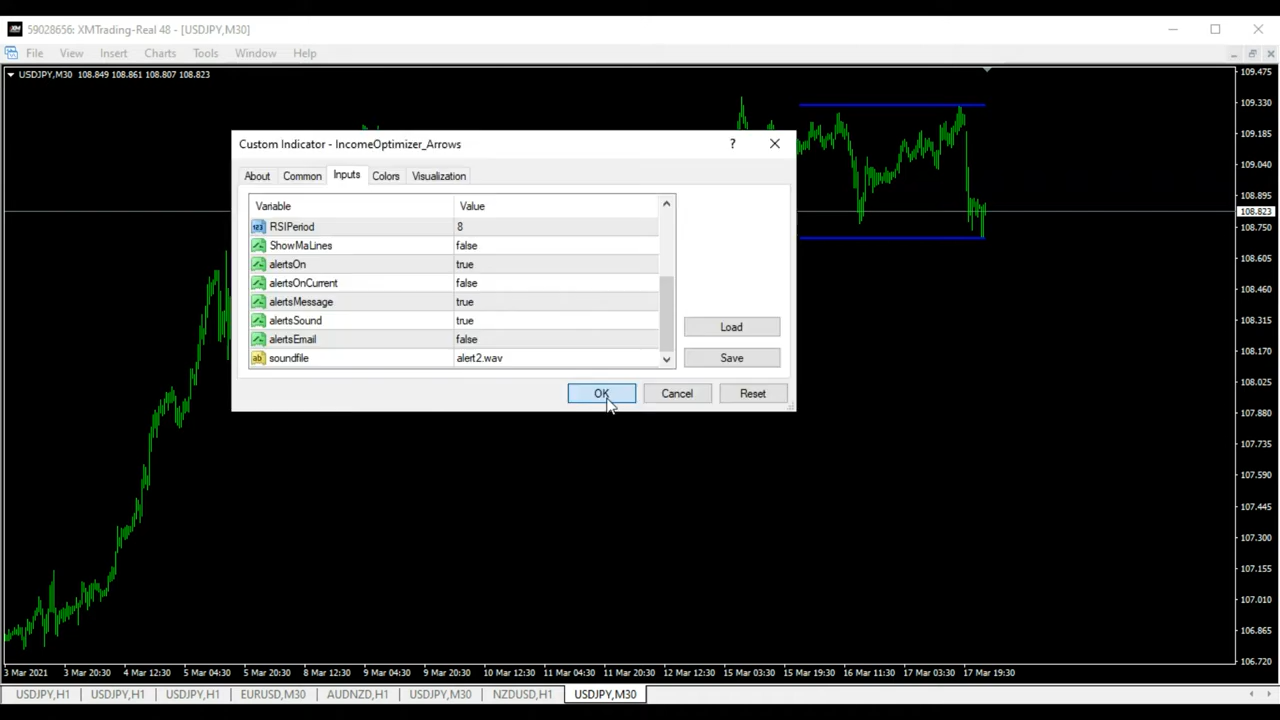 XM 59028656: XMTrading-Real 48 - [USDJPY,M30]
File View Insert Charts Tools Window Help
USDJPY,M30 108.849 108.861 108.807 108.823
109.475
109.330
109.185
109.040
108.895
108.823
108.750
108.605
108.460
108.315
108.170
108.025
107.880
107.735
107.590
107.445
107.300
107.155
107.010
106.865
106.720
Custom Indicator - IncomeOptimizer_Arrows ?
About Common Inputs Colors Visualization
Variable Value
123 RSIPeriod 8
ShowMaLines false
alertsOn true
alertsOnCurrent false
alertsMessage true
alertsSound true
alertsEmail false
ab soundfile alert2.wav
Load
Save
OK Cancel Reset
3 Mar 2021 3 Mar 20:30 4 Mar 12:30 5 Mar 04:30 5 Mar 20:30 8 Mar 12:30 9 Mar 04:30 9 Mar 20:30 10 Mar 12:30 11 Mar 04:30 11 Mar 20:30 12 Mar 12:30 15 Mar 03:30 15 Mar 19:30 16 Mar 11:30 17 Mar 03:30 17 Mar 19:30
USDJPY,H1 USDJPY,H1 USDJPY,H1 EURUSD,M30 AUDNZD,H1 USDJPY,M30 NZDUSD,H1 USDJPY,M30